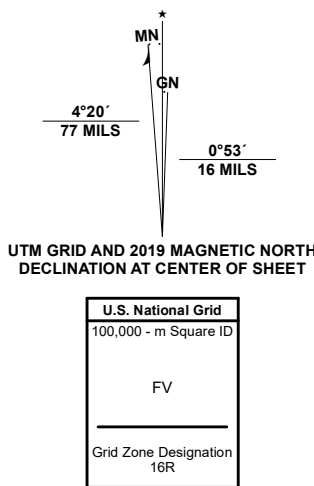 ★
MN
GN
4°20´
77 MILS
0°53´
16 MILS
UTM GRID AND 2019 MAGNETIC NORTH
DECLINATION AT CENTER OF SHEET
U.S. National Grid
100,000 - m Square ID
FV
Grid Zone Designation
16R